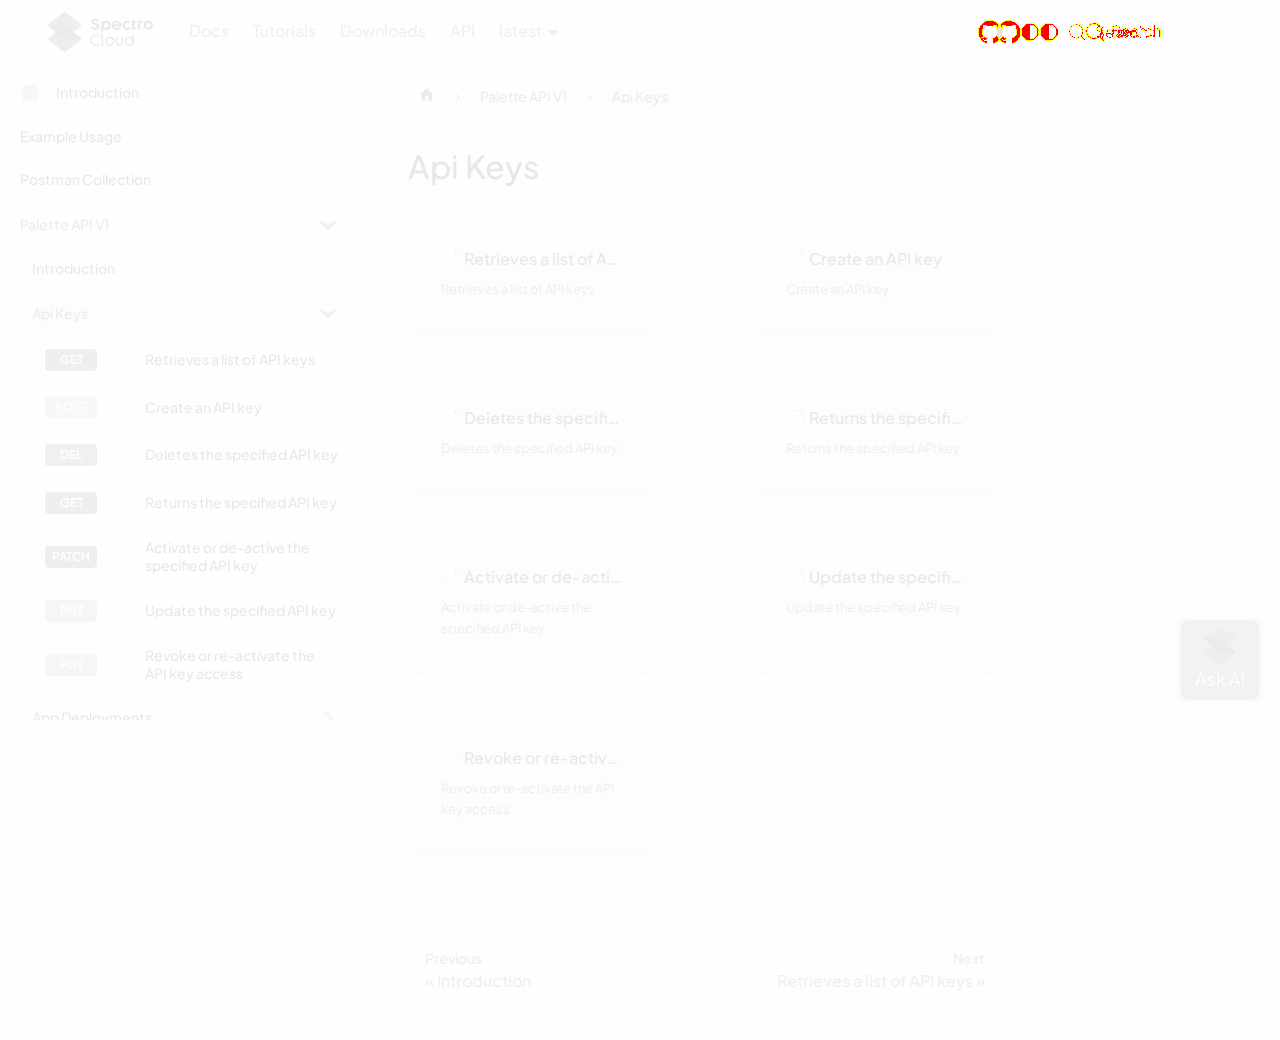 Spectro Cloud
Docs
Tutorials
Downloads
API
latest
Search
Introduction
Example Usage
Postman Collection
Palette API V1
Introduction
Api Keys
GET Retrieves a list of API keys
POST Create an API key
DEL Deletes the specified API key
GET Returns the specified API key
PATCH Activate or de-active the
specified API key
PUT Update the specified API key
PUT Revoke or re-activate the
API key access
App Deployments
Palette API V1
Api Keys
Api Keys
Retrieves a list of A…
Retrieves a list of API keys
Create an API key
Create an API key
Deletes the specifi…
Deletes the specified API key
Returns the specifi…
Returns the specified API key
Activate or de-acti…
Activate or de-active the
specified API key
Update the specifi…
Update the specified API key
Revoke or re-activ…
Revoke or re-activate the API
key access
Ask AI
Previous
« Introduction
Next
Retrieves a list of API keys »